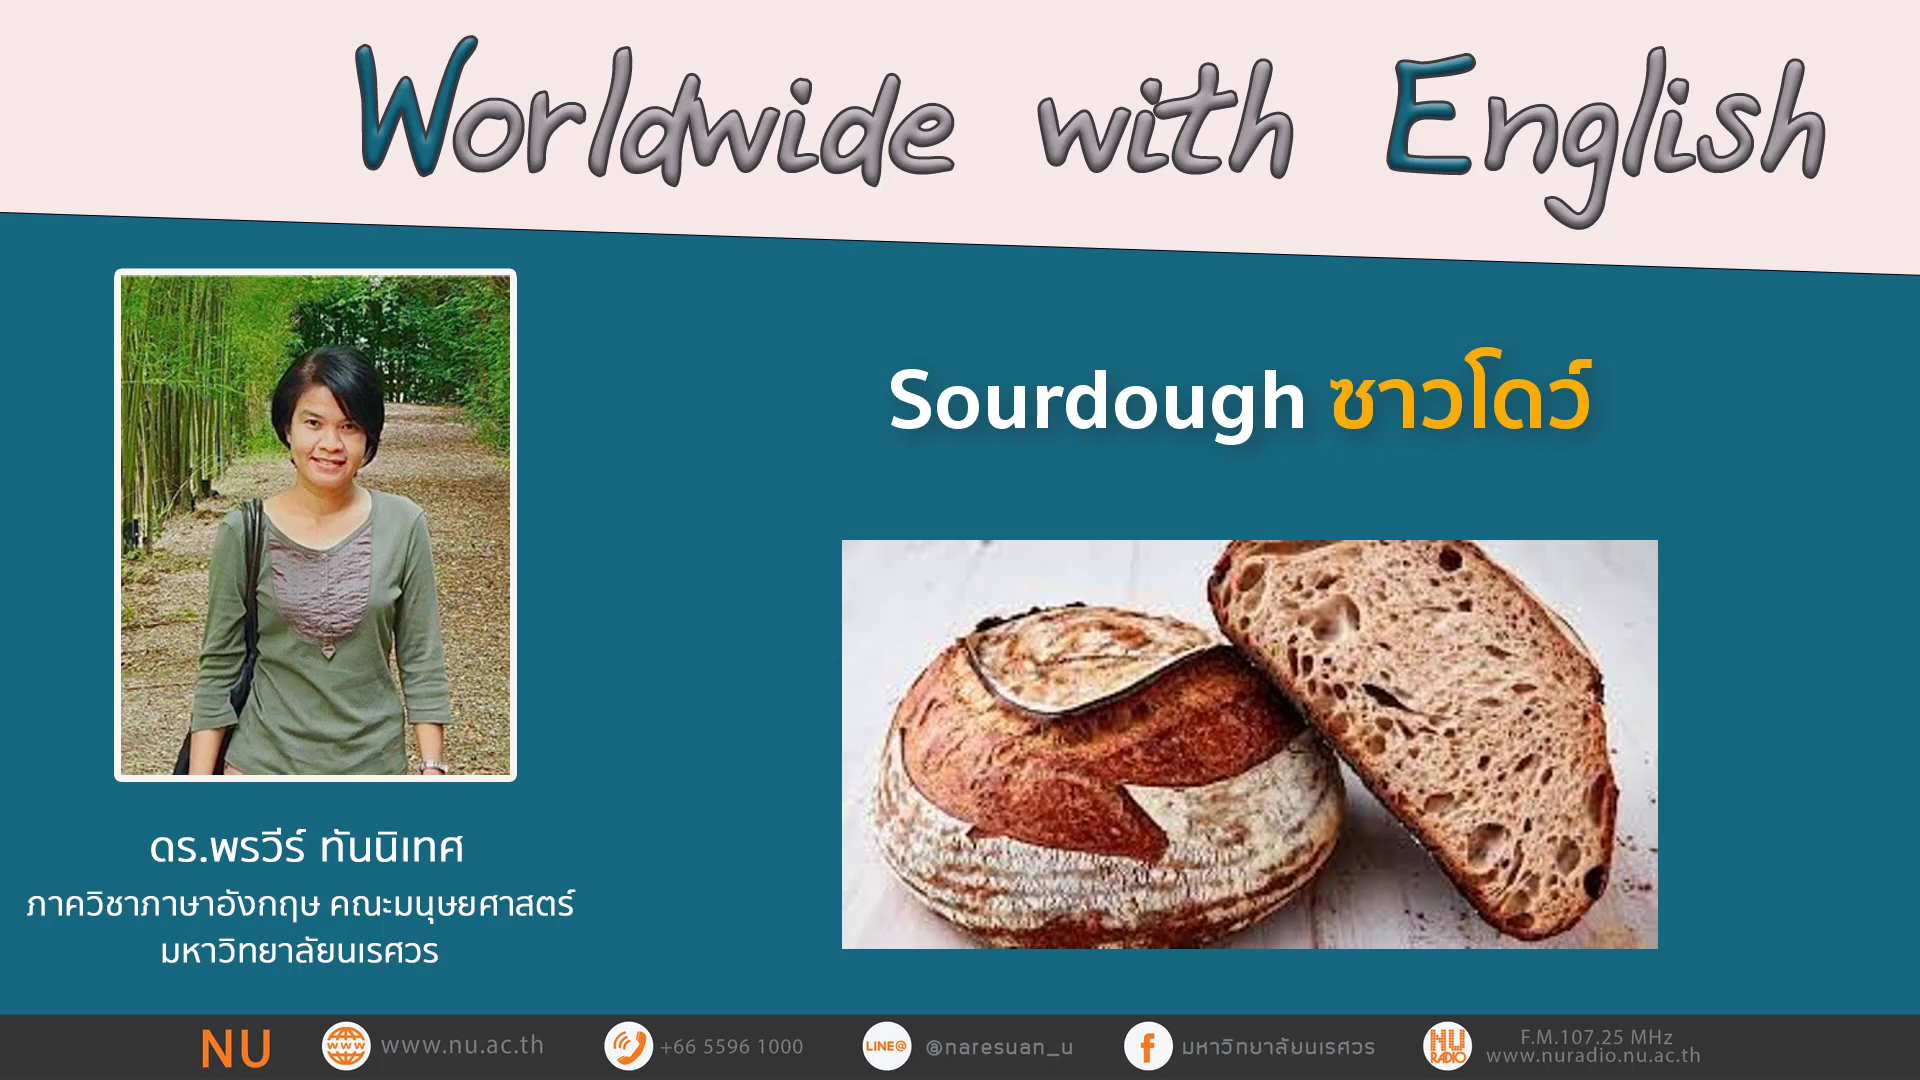 Worldwide with English
Sourdough ซาวโดว์
ดร.พรวีร์ ทันนิเทศ
ภาควิชาภาษาอังกฤษ คณะมนุษยศาสตร์
มหาวิทยาลัยนเรศวร
NU
WWW
www.nu.ac.th
+66 5596 1000
LINE@
@naresuan_u
f
มหาวิทยาลัยนเรศวร
NU
RADIO
F.M.107.25 MHz
www.nuradio.nu.ac.th